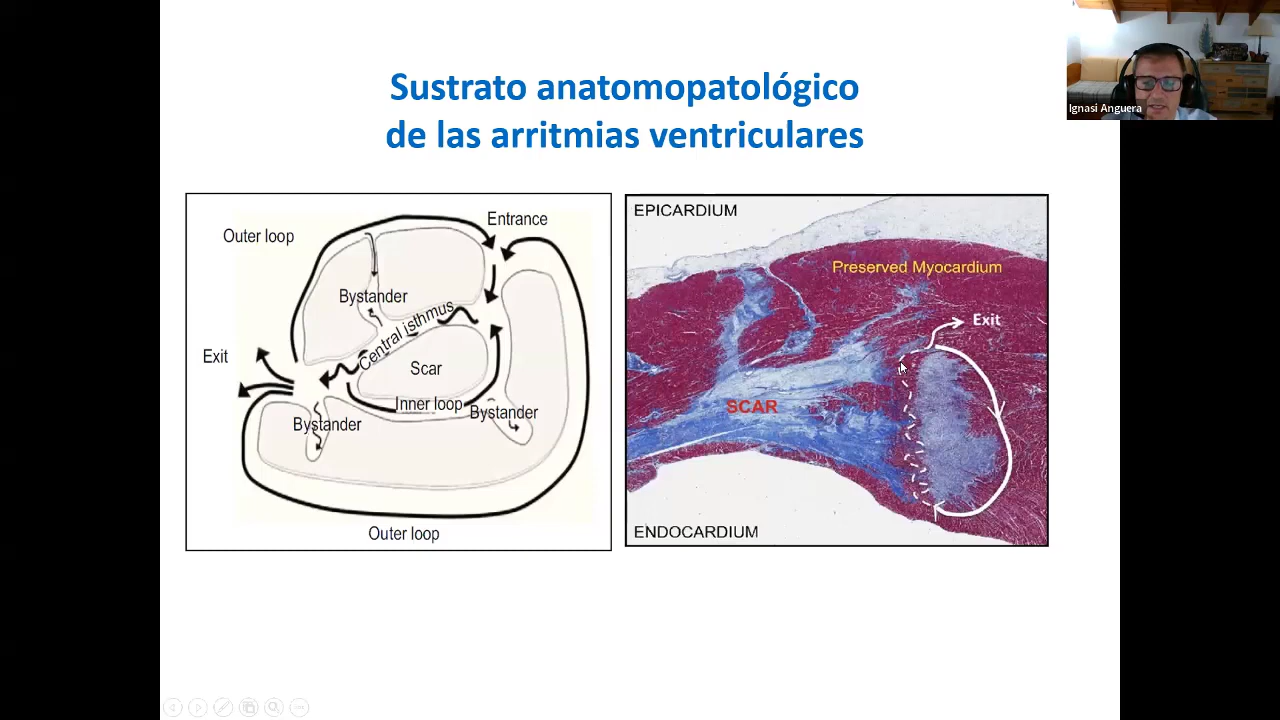 Sustrato anatomopatológico
de las arritmias ventriculares
Ignasi Anguera
Entrance
Outer loop
Bystander
Central isthmus
Exit
Scar
Inner loop
Bystander
Bystander
Outer loop
EPICARDIUM
Preserved Myocardium
Exit
SCAR
ENDOCARDIUM